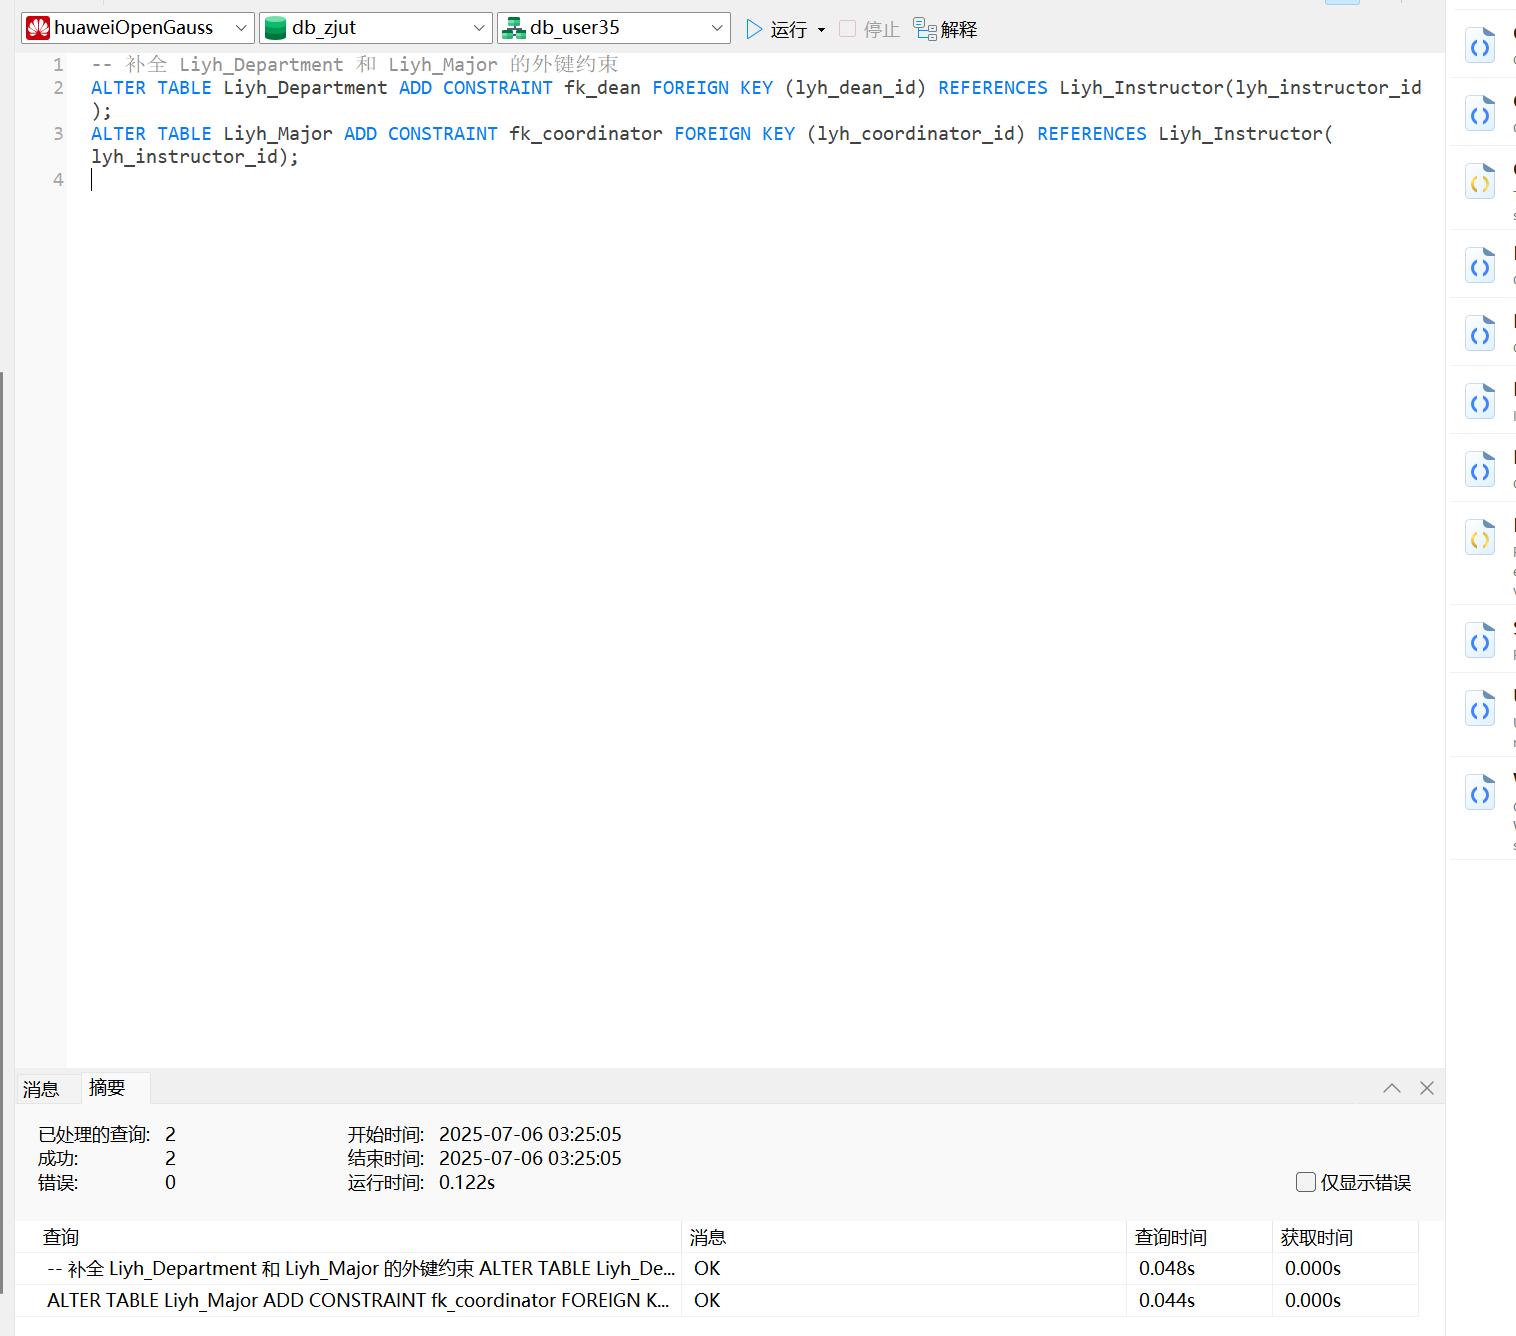 huaweiOpenGauss db_zjut db_user35 运行 停止 解释
1 -- 补全 Liyh_Department 和 Liyh_Major 的外键约束
2 ALTER TABLE Liyh_Department ADD CONSTRAINT fk_dean FOREIGN KEY (lyh_dean_id) REFERENCES Liyh_Instructor(lyh_instructor_id
);
3 ALTER TABLE Liyh_Major ADD CONSTRAINT fk_coordinator FOREIGN KEY (lyh_coordinator_id) REFERENCES Liyh_Instructor(
lyh_instructor_id);
4
消息 摘要
已处理的查询: 2 开始时间: 2025-07-06 03:25:05
成功: 2 结束时间: 2025-07-06 03:25:05
错误: 0 运行时间: 0.122s 仅显示错误
查询 消息 查询时间 获取时间
-- 补全 Liyh_Department 和 Liyh_Major 的外键约束 ALTER TABLE Liyh_De... OK 0.048s 0.000s
ALTER TABLE Liyh_Major ADD CONSTRAINT fk_coordinator FOREIGN K... OK 0.044s 0.000s